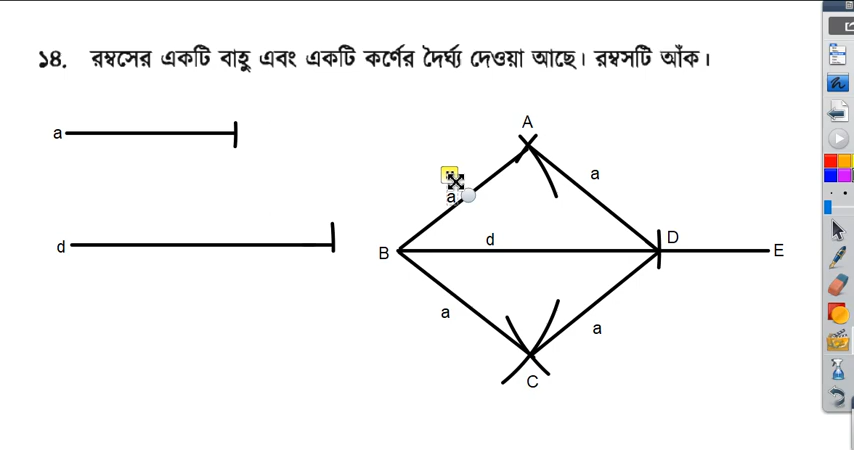 ১৪. রম্বসের একটি বাহু এবং একটি কর্ণের দৈর্ঘ্য দেওয়া আছে। রম্বসটি আঁক।
A
a
a
a
D
d
d
B
E
a
a
C